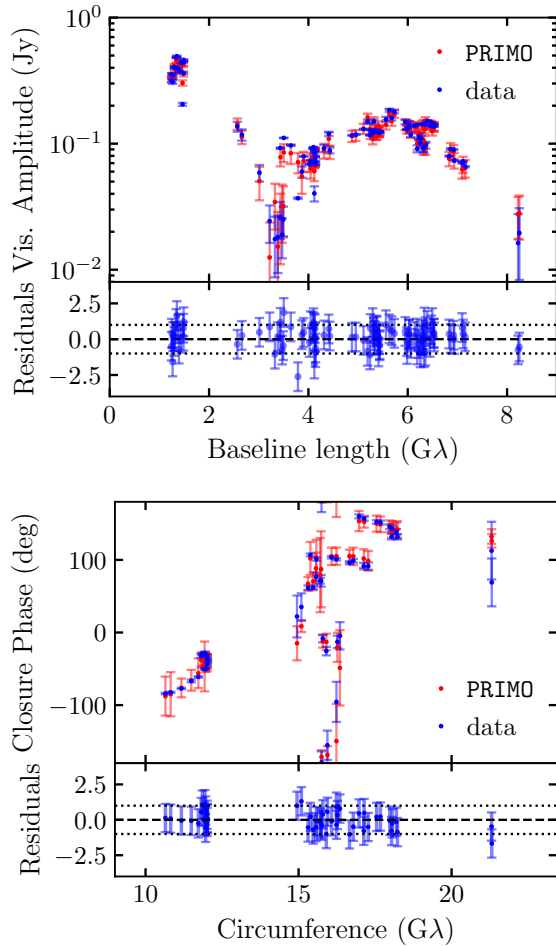 Vis. Amplitude (Jy)
10⁰
10⁻¹
10⁻²
PRIMO
data
Residuals
2.5
0.0
−2.5
0 2 4 6 8
Baseline length (Gλ)
Closure Phase (deg)
100
0
−100
PRIMO
data
Residuals
2.5
0.0
−2.5
10 15 20
Circumference (Gλ)